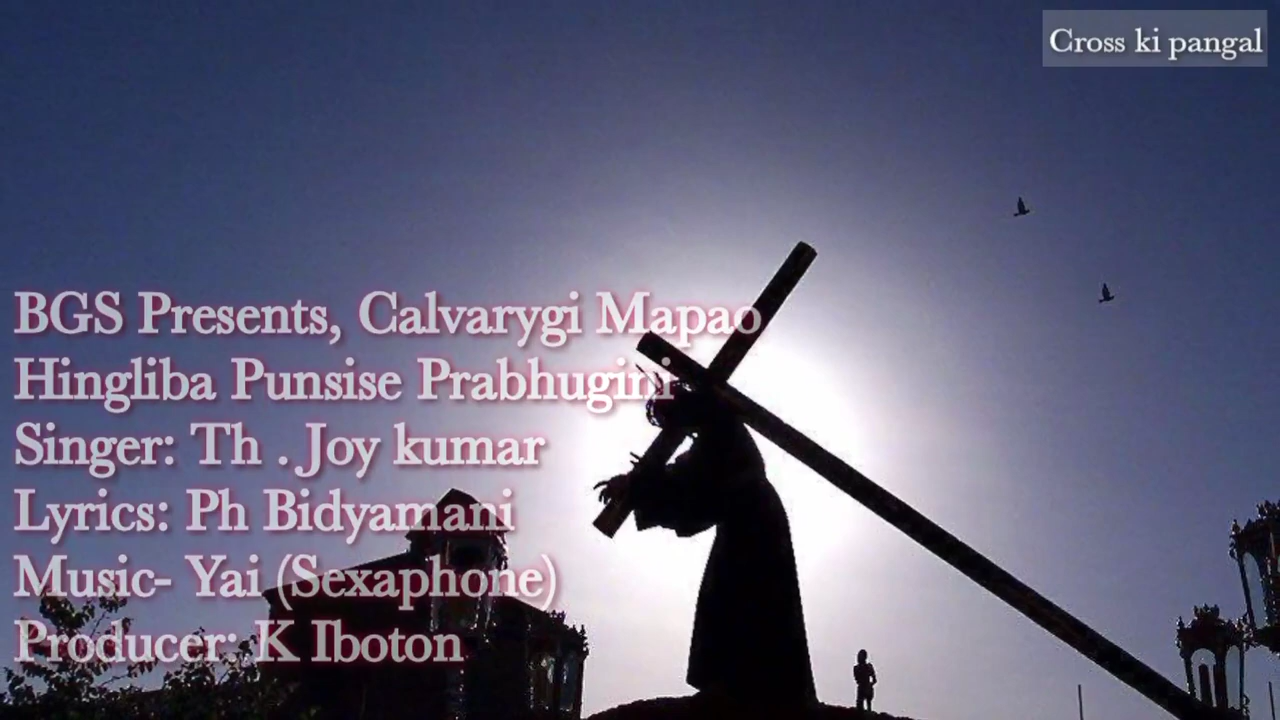 Cross ki pangal
BGS Presents, Calvarygi Mapao
Hingliba Punsise Prabhugini
Singer: Th . Joy kumar
Lyrics: Ph Bidyamani
Music- Yai (Sexaphone)
Producer: K Iboton